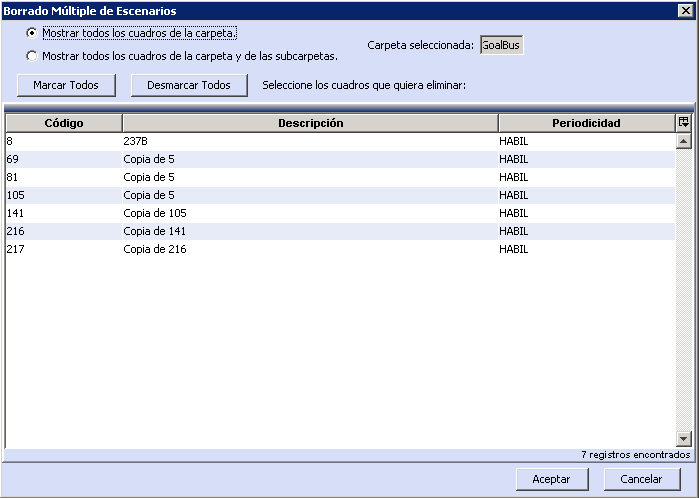 Borrado Múltiple de Escenarios
Mostrar todos los cuadros de la carpeta.
Mostrar todos los cuadros de la carpeta y de las subcarpetas.
Carpeta seleccionada: GoalBus
Marcar Todos Desmarcar Todos Seleccione los cuadros que quiera eliminar:
Código Descripción Periodicidad
8 237B HABIL
69 Copia de 5 HABIL
81 Copia de 5 HABIL
105 Copia de 5 HABIL
141 Copia de 105 HABIL
216 Copia de 141 HABIL
217 Copia de 216 HABIL
7 registros encontrados
Aceptar Cancelar